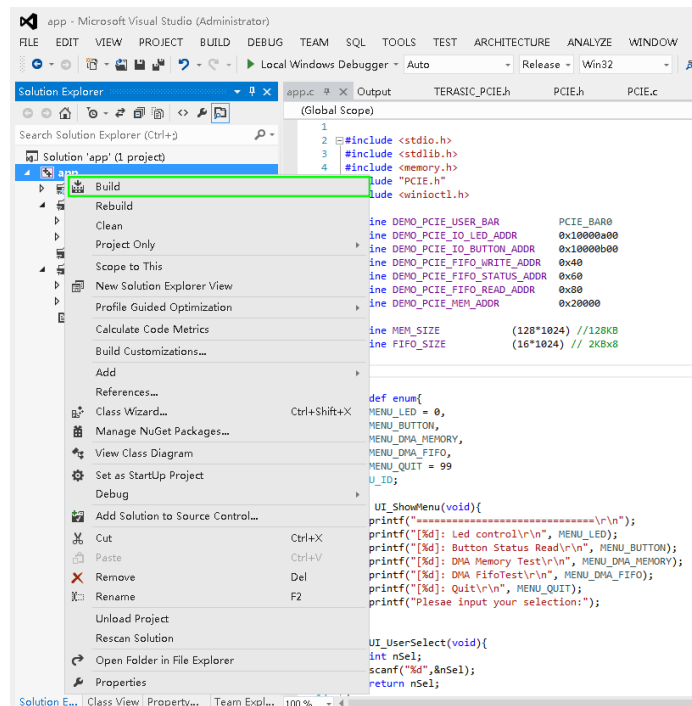 app - Microsoft Visual Studio (Administrator)
FILE EDIT VIEW PROJECT BUILD DEBUG TEAM SQL TOOLS TEST ARCHITECTURE ANALYZE WINDOW
Local Windows Debugger Auto Release Win32
Solution Explorer
app.c Output TERASIC_PCIE.h PCIE.h PCIE.c
(Global Scope)
Search Solution Explorer (Ctrl+;)
Solution 'app' (1 project)
app
Build
Rebuild
Clean
Project Only
Scope to This
New Solution Explorer View
Profile Guided Optimization
Calculate Code Metrics
Build Customizations...
Add
References...
Class Wizard... Ctrl+Shift+X
Manage NuGet Packages...
View Class Diagram
Set as StartUp Project
Debug
Add Solution to Source Control...
Cut Ctrl+X
Paste Ctrl+V
Remove Del
Rename F2
Unload Project
Rescan Solution
Open Folder in File Explorer
Properties
1
2 #include <stdio.h>
3 #include <stdlib.h>
4 #include <memory.h>
lude "PCIE.h"
lude <winioctl.h>
ine DEMO_PCIE_USER_BAR PCIE_BAR0
ine DEMO_PCIE_IO_LED_ADDR 0x10000a00
ine DEMO_PCIE_IO_BUTTON_ADDR 0x10000b00
ine DEMO_PCIE_FIFO_WRITE_ADDR 0x40
ine DEMO_PCIE_FIFO_STATUS_ADDR 0x60
ine DEMO_PCIE_FIFO_READ_ADDR 0x80
ine DEMO_PCIE_MEM_ADDR 0x20000
ine MEM_SIZE (128*1024) //128KB
ine FIFO_SIZE (16*1024) // 2KBx8
def enum{
MENU_LED = 0,
MENU_BUTTON,
MENU_DMA_MEMORY,
MENU_DMA_FIFO,
MENU_QUIT = 99
U_ID;
UI_ShowMenu(void){
printf("==============================\r\n");
printf("[%d]: Led control\r\n", MENU_LED);
printf("[%d]: Button Status Read\r\n", MENU_BUTTON);
printf("[%d]: DMA Memory Test\r\n", MENU_DMA_MEMORY);
printf("[%d]: DMA FifoTest\r\n", MENU_DMA_FIFO);
printf("[%d]: Quit\r\n", MENU_QUIT);
printf("Plesae input your selection:");
UI_UserSelect(void){
int nSel;
scanf("%d",&nSel);
return nSel;
Solution E... Class View Property... Team Expl... 100 %